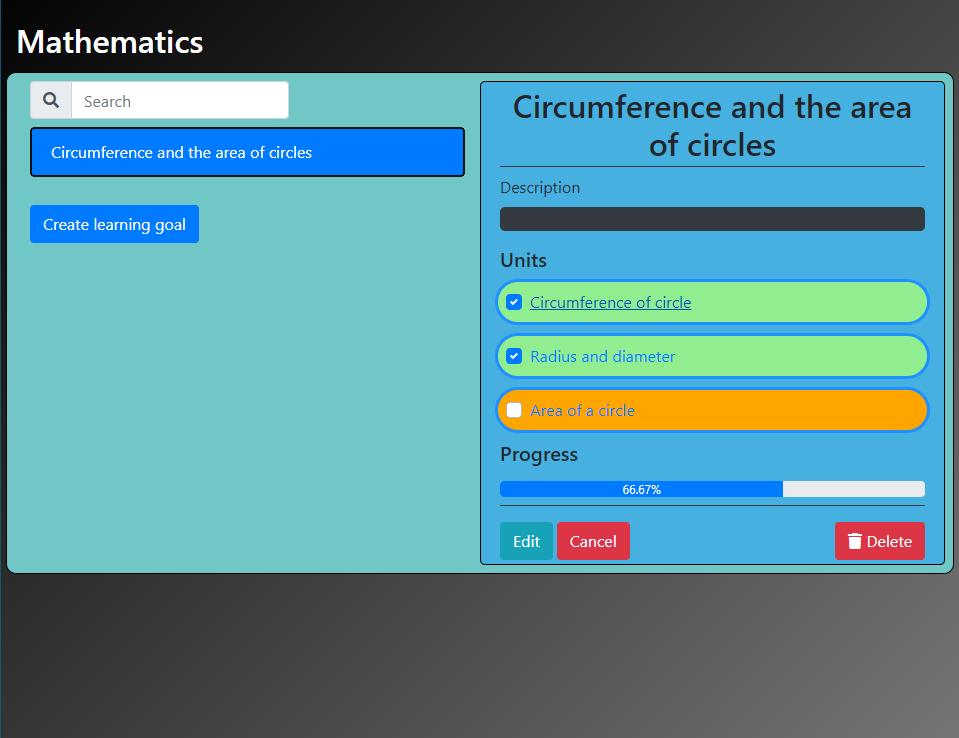 Mathematics
Search
Circumference and the area of circles
Create learning goal
Circumference and the area
of circles
Description
Units
Circumference of circle
Radius and diameter
Area of a circle
Progress
66.67%
Edit
Cancel
Delete